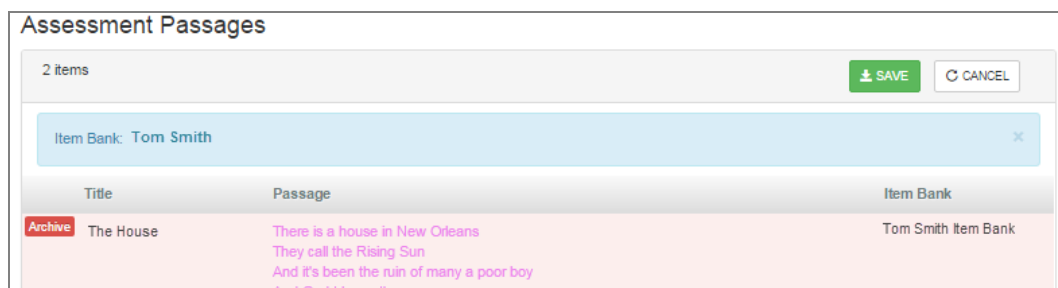 Assessment Passages
2 items
SAVE
CANCEL
Item Bank: Tom Smith ×
Title Passage Item Bank
Archive The House There is a house in New Orleans Tom Smith Item Bank
They call the Rising Sun
And it's been the ruin of many a poor boy